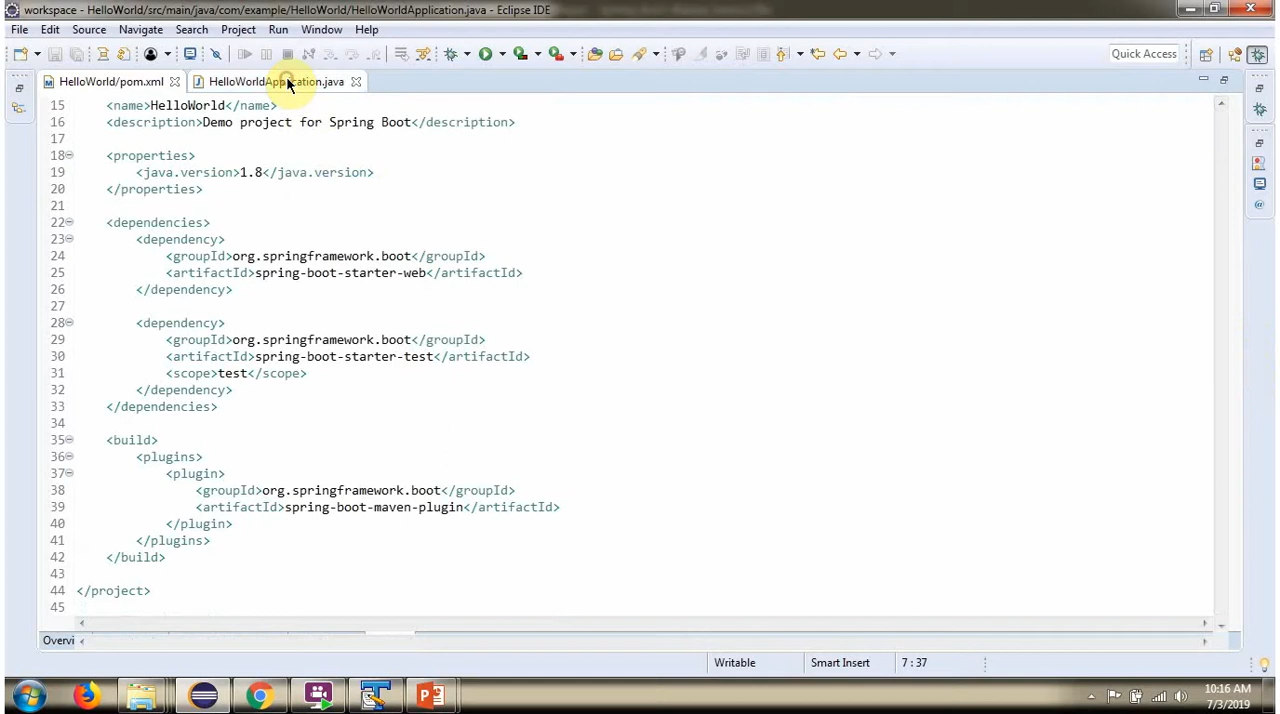 workspace - HelloWorld/src/main/java/com/example/HelloWorld/HelloWorldApplication.java - Eclipse IDE
File Edit Source Navigate Search Project Run Window Help
Quick Access
HelloWorld/pom.xml HelloWorldApplication.java
15 <name>HelloWorld</name>
16 <description>Demo project for Spring Boot</description>
17
18 <properties>
19 <java.version>1.8</java.version>
20 </properties>
21
22 <dependencies>
23 <dependency>
24 <groupId>org.springframework.boot</groupId>
25 <artifactId>spring-boot-starter-web</artifactId>
26 </dependency>
27
28 <dependency>
29 <groupId>org.springframework.boot</groupId>
30 <artifactId>spring-boot-starter-test</artifactId>
31 <scope>test</scope>
32 </dependency>
33 </dependencies>
34
35 <build>
36 <plugins>
37 <plugin>
38 <groupId>org.springframework.boot</groupId>
39 <artifactId>spring-boot-maven-plugin</artifactId>
40 </plugin>
41 </plugins>
42 </build>
43
44 </project>
45
Overvi
Writable Smart Insert 7 : 37
10:16 AM
7/3/2019